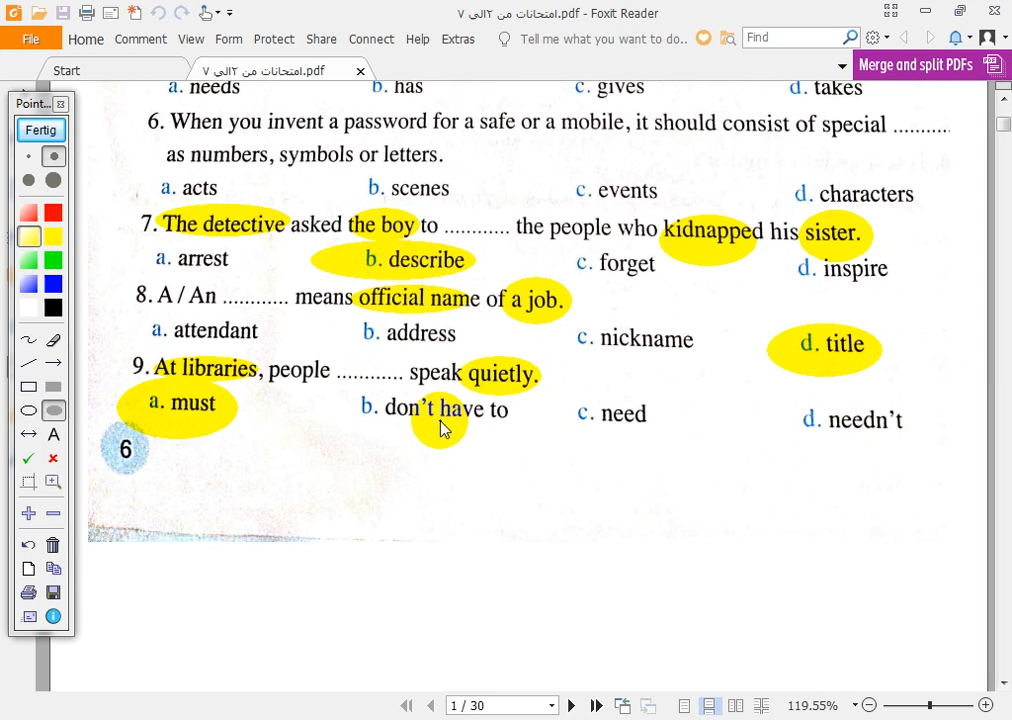 امتحانات من ٢الي ٧.pdf - Foxit Reader
File Home Comment View Form Protect Share Connect Help Extras Tell me what you want to do.. Find
Start امتحانات من ٢الي ٧.pdf Merge and split PDFs
Point...
Fertig
a. needs b. has c. gives d. takes
6. When you invent a password for a safe or a mobile, it should consist of special ...........
as numbers, symbols or letters.
a. acts b. scenes c. events d. characters
7. The detective asked the boy to ............ the people who kidnapped his sister.
a. arrest b. describe c. forget d. inspire
8. A / An ............ means official name of a job.
a. attendant b. address c. nickname d. title
9. At libraries, people ............ speak quietly.
a. must b. don't have to c. need d. needn't
6
A
1 / 30 119.55%